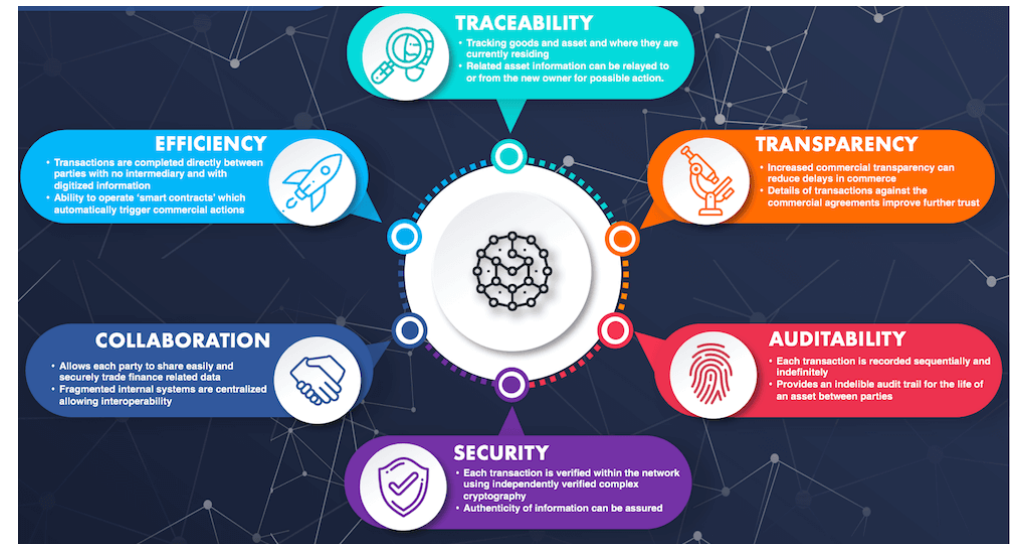 TRACEABILITY
• Tracking goods and asset and where they are
currently residing
• Related asset information can be relayed to
or from the new owner for possible action.
EFFICIENCY
• Transactions are completed directly between
parties with no intermediary and with
digitized information
• Ability to operate 'smart contracts' which
automatically trigger commercial actions
TRANSPARENCY
• Increased commercial transparency can
reduce delays in commerce
• Details of transactions against the
commercial agreements improve further trust
COLLABORATION
• Allows each party to share easily and
securely trade finance related data
• Fragmented internal systems are centralized
allowing interoperability
AUDITABILITY
• Each transaction is recorded sequentially and
indefinitely
• Provides an indelible audit trail for the life of
an asset between parties
SECURITY
• Each transaction is verified within the network
using independently verified complex
cryptography
• Authenticity of information can be assured